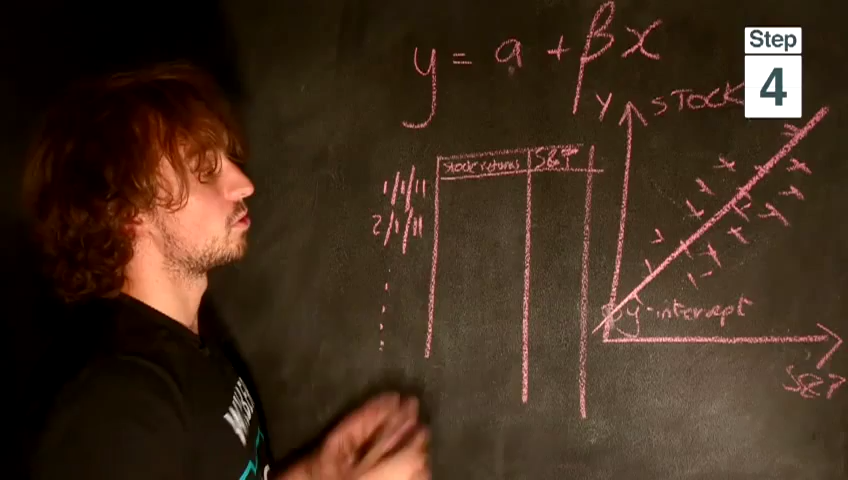 Step
4
y = a + βx
Y STOCK
stock returns S&P
1/1/11
2/1/11
y-intercept
S&P